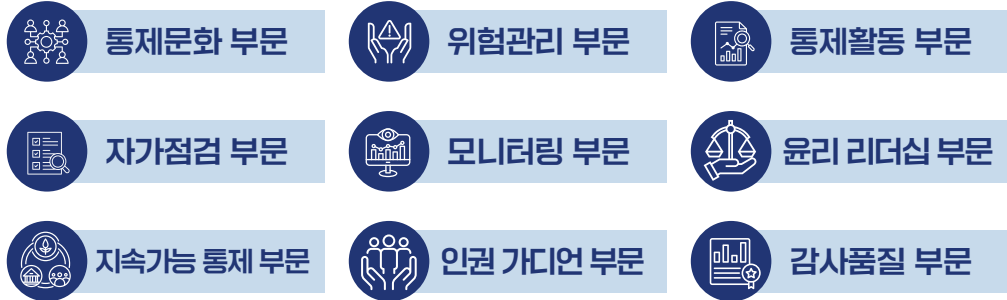 통제문화 부문
위험관리 부문
통제활동 부문
자가점검 부문
모니터링 부문
윤리 리더십 부문
지속가능 통제 부문
인권 가디언 부문
감사품질 부문